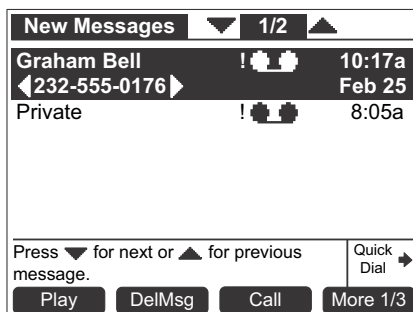 New Messages 1/2
Graham Bell ! 10:17a
232-555-0176 Feb 25
Private ! 8:05a
Press for next or for previous message.
Quick Dial
Play DelMsg Call More 1/3